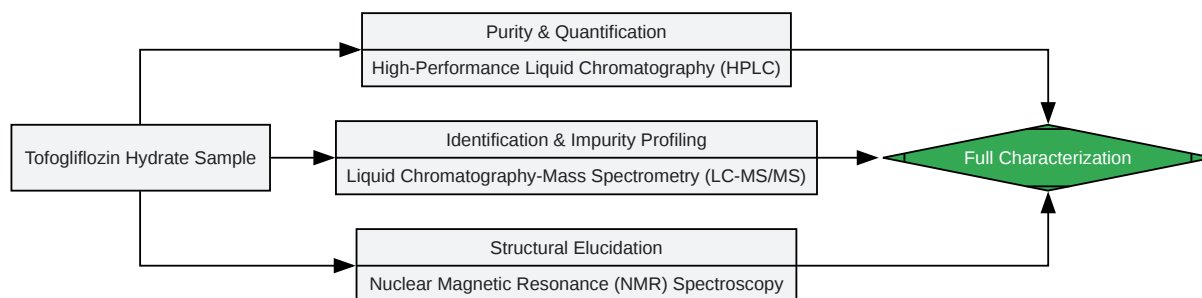 Purity & Quantification
High-Performance Liquid Chromatography (HPLC)
Tofogliflozin Hydrate Sample
Identification & Impurity Profiling
Liquid Chromatography-Mass Spectrometry (LC-MS/MS)
Full Characterization
Structural Elucidation
Nuclear Magnetic Resonance (NMR) Spectroscopy